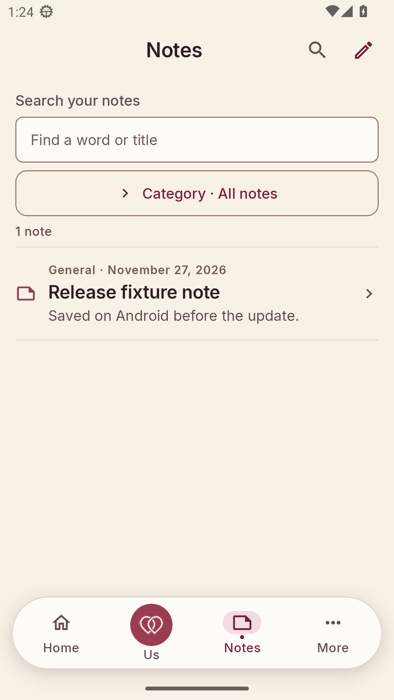 1:24
Notes
Search your notes
Find a word or title
Category · All notes
1 note
General · November 27, 2026
Release fixture note
Saved on Android before the update.
Home
Us
Notes
More